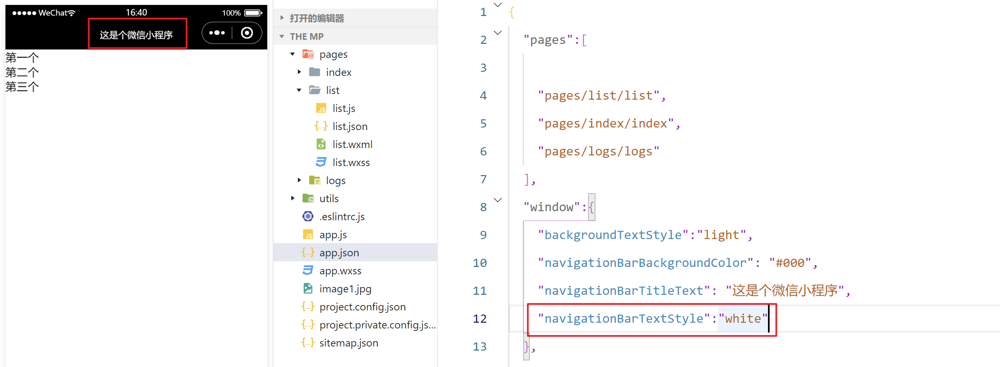 WeChat
16:40
100%
这是个微信小程序
第一个
第二个
第三个
打开的编辑器
THE MP
pages
index
list
list.js
list.json
list.wxml
list.wxss
logs
utils
.eslintrc.js
app.js
app.json
app.wxss
image1.jpg
project.config.json
project.private.config.js...
sitemap.json
1 {
2 "pages":[
3
4 "pages/list/list",
5 "pages/index/index",
6 "pages/logs/logs"
7 ],
8 "window":{
9 "backgroundTextStyle":"light",
10 "navigationBarBackgroundColor": "#000",
11 "navigationBarTitleText": "这是个微信小程序",
12 "navigationBarTextStyle":"white"
13 },